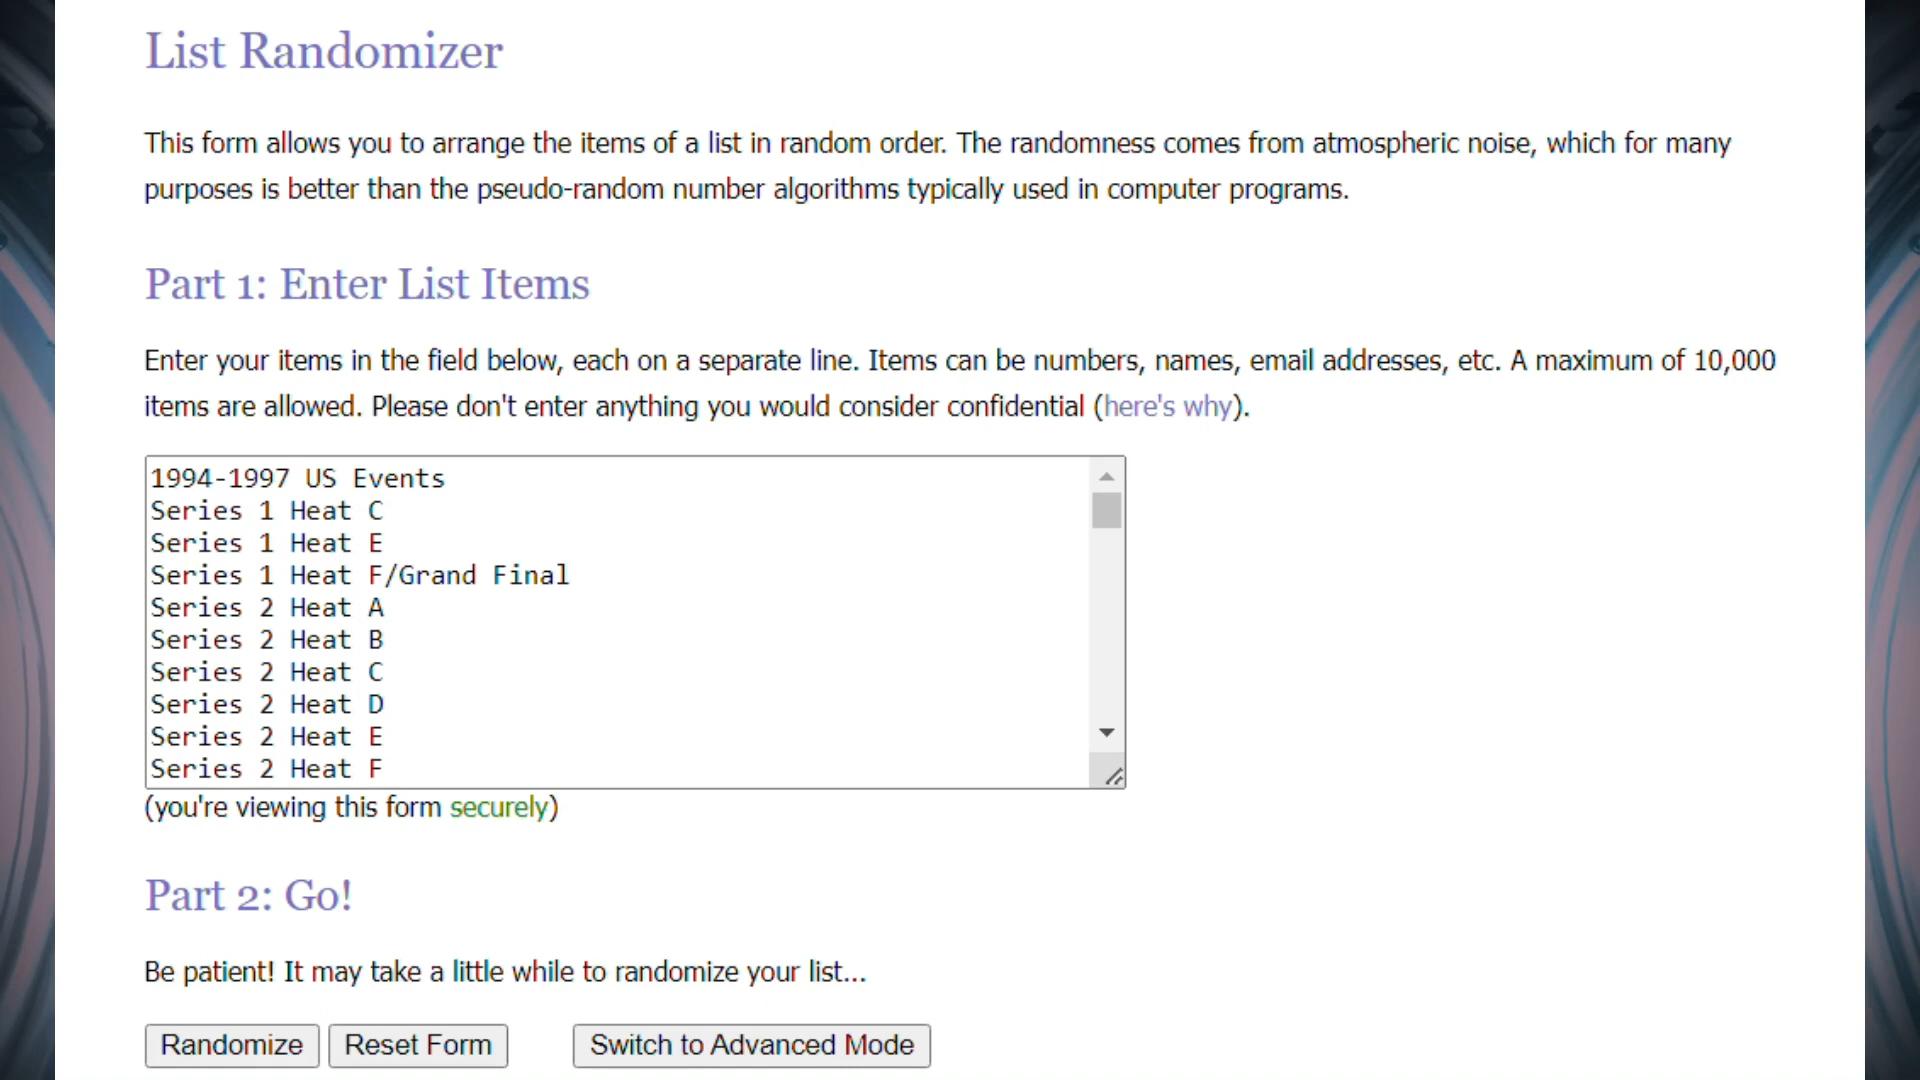 List Randomizer
This form allows you to arrange the items of a list in random order. The randomness comes from atmospheric noise, which for many
purposes is better than the pseudo-random number algorithms typically used in computer programs.
Part 1: Enter List Items
Enter your items in the field below, each on a separate line. Items can be numbers, names, email addresses, etc. A maximum of 10,000
items are allowed. Please don't enter anything you would consider confidential (here's why).
1994-1997 US Events
Series 1 Heat C
Series 1 Heat E
Series 1 Heat F/Grand Final
Series 2 Heat A
Series 2 Heat B
Series 2 Heat C
Series 2 Heat D
Series 2 Heat E
Series 2 Heat F
(you're viewing this form securely)
Part 2: Go!
Be patient! It may take a little while to randomize your list...
Randomize Reset Form Switch to Advanced Mode